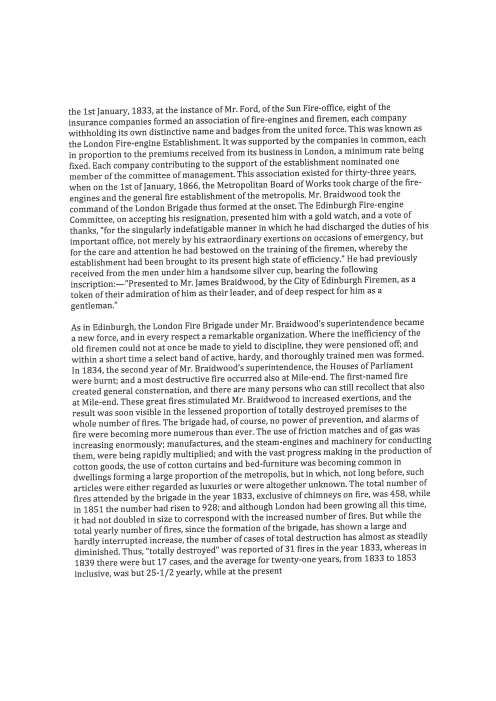 the 1st January, 1833, at the instance of Mr. Ford, of the Sun Fire-office, eight of the
insurance companies formed an association of fire-engines and firemen, each company
withholding its own distinctive name and badges from the united force. This was known as
the London Fire-engine Establishment. It was supported by the companies in common, each
in proportion to the premiums received from its business in London, a minimum rate being
fixed. Each company contributing to the support of the establishment nominated one
member of the committee of management. This association existed for thirty-three years,
when on the 1st of January, 1866, the Metropolitan Board of Works took charge of the fire-
engines and the general fire establishment of the metropolis. Mr. Braidwood took the
command of the London Brigade thus formed at the onset. The Edinburgh Fire-engine
Committee, on accepting his resignation, presented him with a gold watch, and a vote of
thanks, "for the singularly indefatigable manner in which he had discharged the duties of his
important office, not merely by his extraordinary exertions on occasions of emergency, but
for the care and attention he had bestowed on the training of the firemen, whereby the
establishment had been brought to its present high state of efficiency." He had previously
received from the men under him a handsome silver cup, bearing the following
inscription:—"Presented to Mr. James Braidwood, by the City of Edinburgh Firemen, as a
token of their admiration of him as their leader, and of deep respect for him as a
gentleman."
As in Edinburgh, the London Fire Brigade under Mr. Braidwood's superintendence became
a new force, and in every respect a remarkable organization. Where the inefficiency of the
old firemen could not at once be made to yield to discipline, they were pensioned off; and
within a short time a select band of active, hardy, and thoroughly trained men was formed.
In 1834, the second year of Mr. Braidwood's superintendence, the Houses of Parliament
were burnt; and a most destructive fire occurred also at Mile-end. The first-named fire
created general consternation, and there are many persons who can still recollect that also
at Mile-end. These great fires stimulated Mr. Braidwood to increased exertions, and the
result was soon visible in the lessened proportion of totally destroyed premises to the
whole number of fires. The brigade had, of course, no power of prevention, and alarms of
fire were becoming more numerous than ever. The use of friction matches and of gas was
increasing enormously; manufactures, and the steam-engines and machinery for conducting
them, were being rapidly multiplied; and with the vast progress making in the production of
cotton goods, the use of cotton curtains and bed-furniture was becoming common in
dwellings forming a large proportion of the metropolis, but in which, not long before, such
articles were either regarded as luxuries or were altogether unknown. The total number of
fires attended by the brigade in the year 1833, exclusive of chimneys on fire, was 458, while
in 1851 the number had risen to 928; and although London had been growing all this time,
it had not doubled in size to correspond with the increased number of fires. But while the
total yearly number of fires, since the formation of the brigade, has shown a large and
hardly interrupted increase, the number of cases of total destruction has almost as steadily
diminished. Thus, "totally destroyed" was reported of 31 fires in the year 1833, whereas in
1839 there were but 17 cases, and the average for twenty-one years, from 1833 to 1853
inclusive, was but 25-1/2 yearly, while at the present